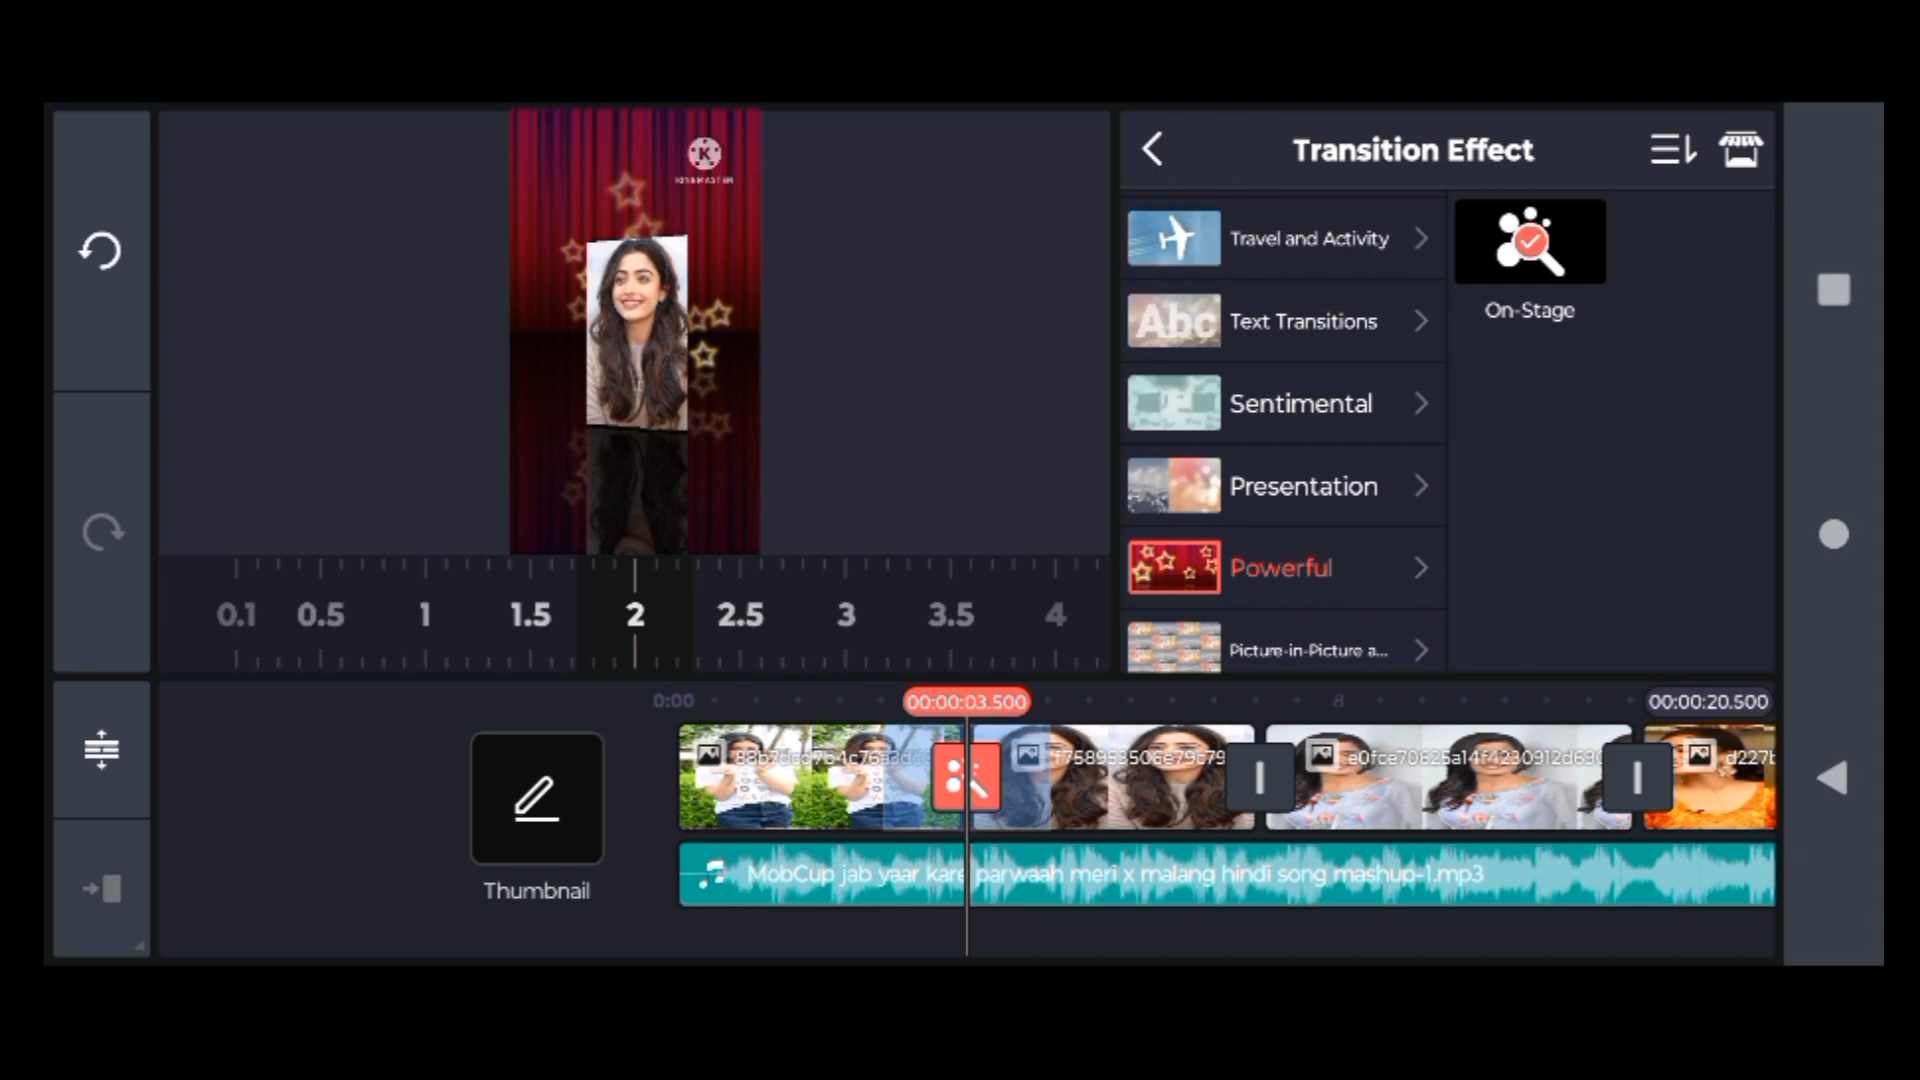 KINEMASTER
Transition Effect
Travel and Activity
On-Stage
Abc
Text Transitions
Sentimental
Presentation
Powerful
Picture-in-Picture a...
0.1 0.5 1 1.5 2 2.5 3 3.5 4
0:00
00:00:03.500
8
00:00:20.500
Thumbnail
MobCup jab yaar kare parwaah meri x malang hindi song mashup-1.mp3